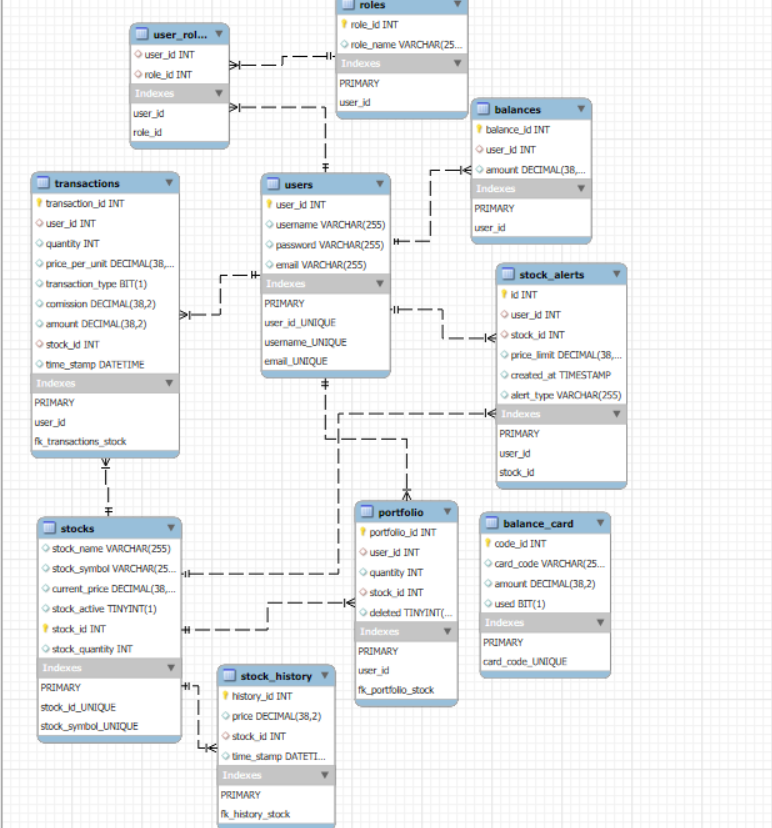 roles
role_id INT
role_name VARCHAR(25...
Indexes
PRIMARY
user_id
user_rol...
user_id INT
role_id INT
Indexes
user_id
role_id
balances
balance_id INT
user_id INT
amount DECIMAL(38,...
Indexes
PRIMARY
user_id
transactions
transaction_id INT
user_id INT
quantity INT
price_per_unit DECIMAL(38,...
transaction_type BIT(1)
comission DECIMAL(38,2)
amount DECIMAL(38,2)
stock_id INT
time_stamp DATETIME
Indexes
PRIMARY
user_id
fk_transactions_stock
users
user_id INT
username VARCHAR(255)
password VARCHAR(255)
email VARCHAR(255)
Indexes
PRIMARY
user_id_UNIQUE
username_UNIQUE
email_UNIQUE
stock_alerts
id INT
user_id INT
stock_id INT
price_limit DECIMAL(38,...
created_at TIMESTAMP
alert_type VARCHAR(255)
Indexes
PRIMARY
user_id
stock_id
stocks
stock_name VARCHAR(255)
stock_symbol VARCHAR(25...
current_price DECIMAL(38,...
stock_active TINYINT(1)
stock_id INT
stock_quantity INT
Indexes
PRIMARY
stock_id_UNIQUE
stock_symbol_UNIQUE
portfolio
portfolio_id INT
user_id INT
quantity INT
stock_id INT
deleted TINYINT(...
Indexes
PRIMARY
user_id
fk_portfolio_stock
balance_card
code_id INT
card_code VARCHAR(25...
amount DECIMAL(38,2)
used BIT(1)
Indexes
PRIMARY
card_code_UNIQUE
stock_history
history_id INT
price DECIMAL(38,2)
stock_id INT
time_stamp DATETI...
Indexes
PRIMARY
fk_history_stock